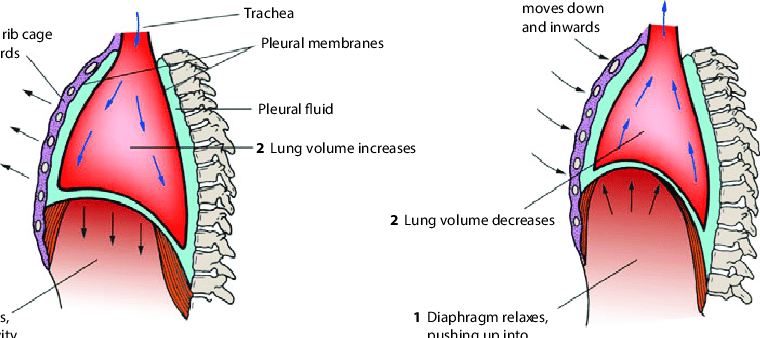 Trachea
rib cage
rds
Pleural membranes
Pleural fluid
2 Lung volume increases
s,
ity
moves down
and inwards
2 Lung volume decreases
1 Diaphragm relaxes,
pushing up into